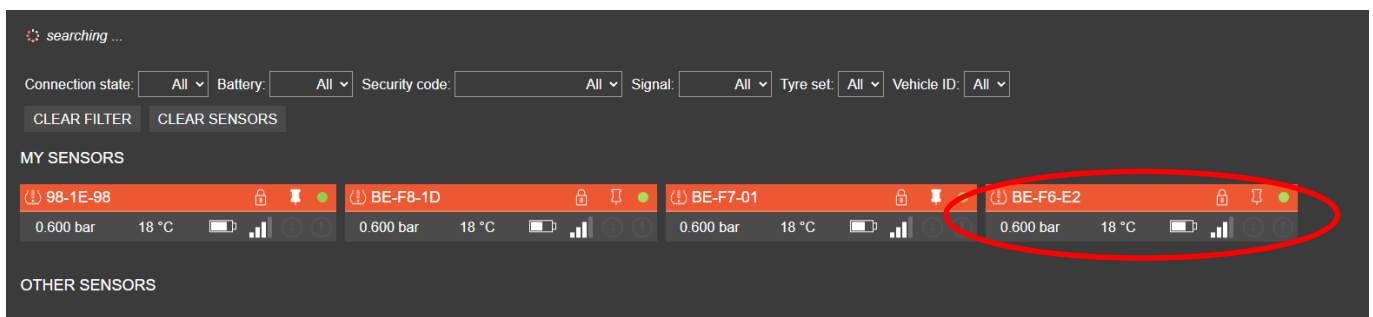 searching ...
Connection state: All Battery: All Security code: All Signal: All Tyre set: All Vehicle ID: All
CLEAR FILTER CLEAR SENSORS
MY SENSORS
98-1E-98 BE-F8-1D BE-F7-01 BE-F6-E2
0.600 bar 18 °C 0.600 bar 18 °C 0.600 bar 18 °C 0.600 bar 18 °C
OTHER SENSORS